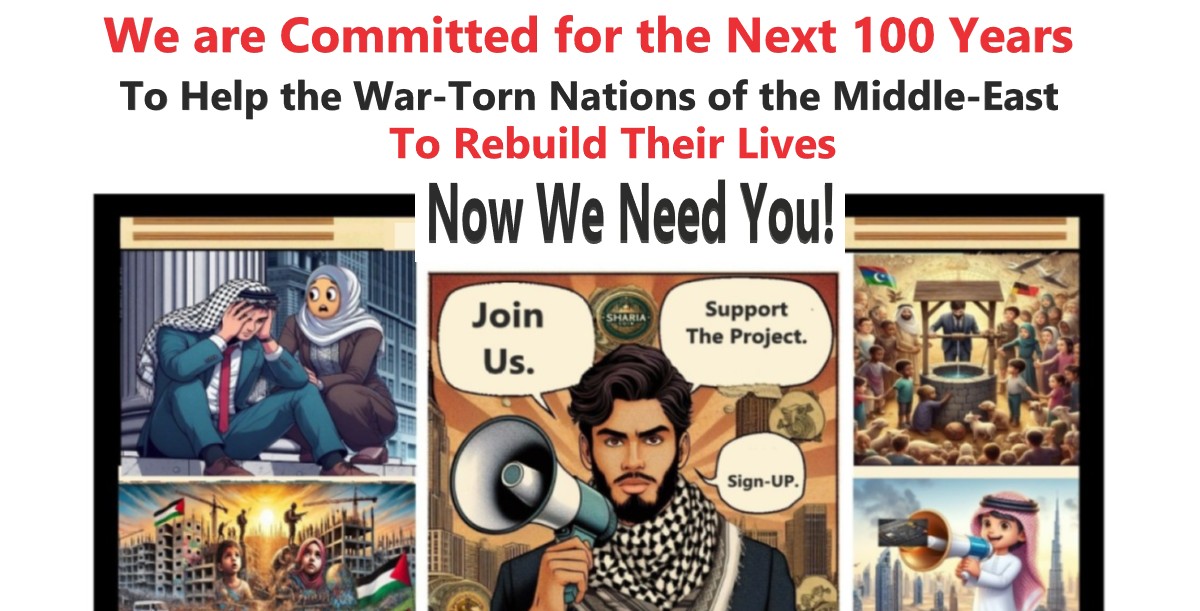 We are Committed for the Next 100 Years
To Help the War-Torn Nations of the Middle-East
To Rebuild Their Lives
Now We Need You!
Join
Us.
SHARIA
Support
The Project.
Sign-UP.